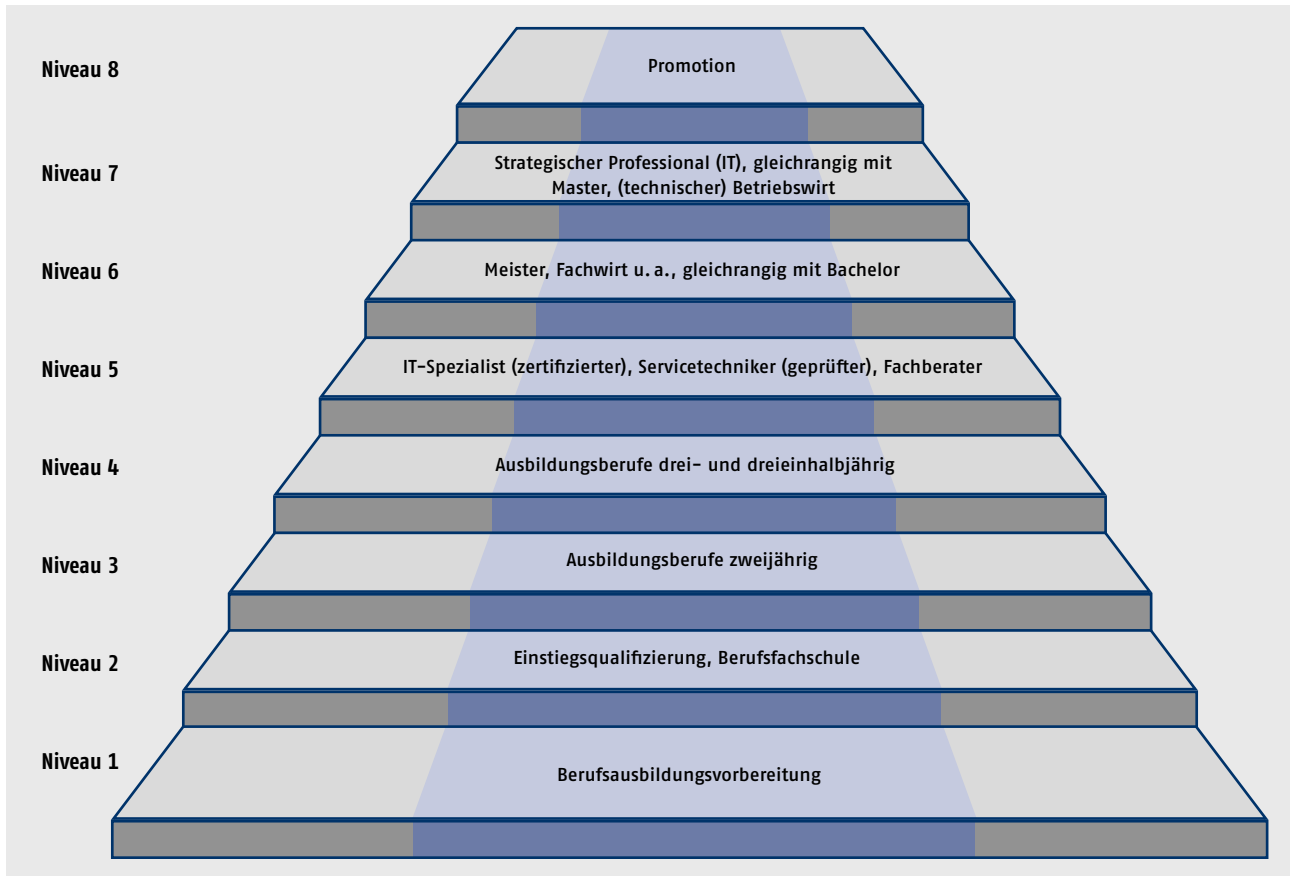 Niveau 8
Promotion
Niveau 7
Strategischer Professional (IT), gleichrangig mit
Master, (technischer) Betriebswirt
Niveau 6
Meister, Fachwirt u. a., gleichrangig mit Bachelor
Niveau 5
IT-Spezialist (zertifizierter), Servicetechniker (geprüfter), Fachberater
Niveau 4
Ausbildungsberufe drei- und dreieinhalbjährig
Niveau 3
Ausbildungsberufe zweijährig
Niveau 2
Einstiegsqualifizierung, Berufsfachschule
Niveau 1
Berufsausbildungsvorbereitung